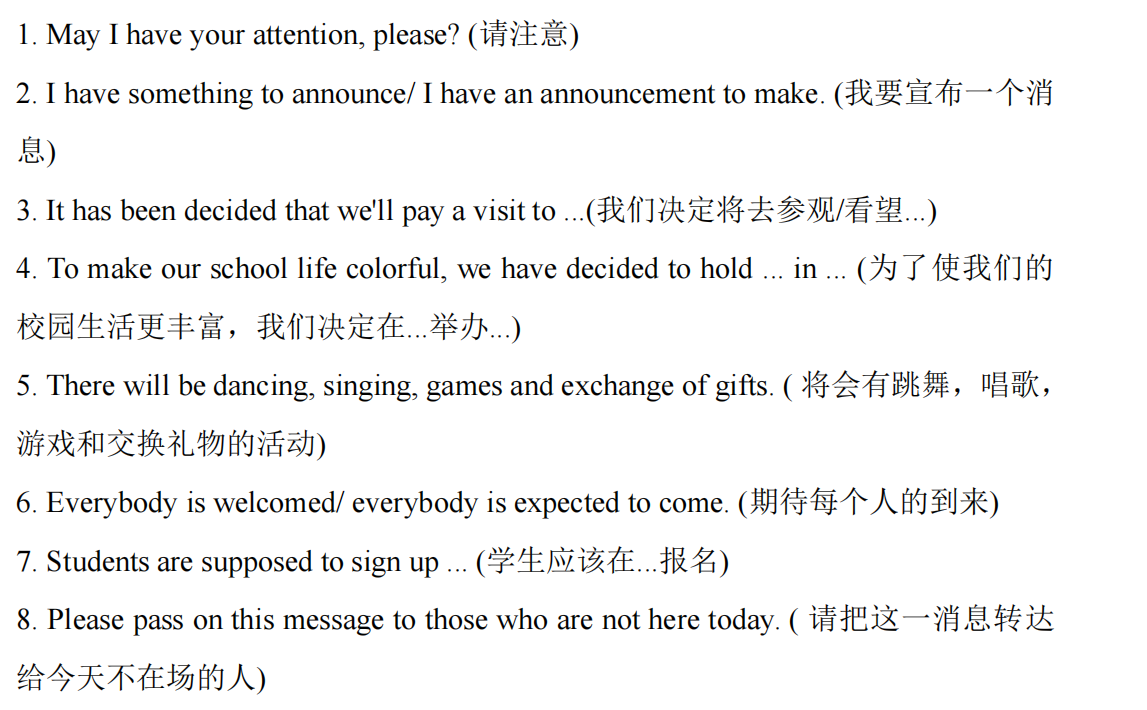 1. May I have your attention, please? (请注意)
2. I have something to announce/ I have an announcement to make. (我要宣布一个消
息)
3. It has been decided that we'll pay a visit to ...(我们决定将去参观/看望...)
4. To make our school life colorful, we have decided to hold ... in ... (为了使我们的
校园生活更丰富，我们决定在...举办...)
5. There will be dancing, singing, games and exchange of gifts. ( 将会有跳舞，唱歌，
游戏和交换礼物的活动)
6. Everybody is welcomed/ everybody is expected to come. (期待每个人的到来)
7. Students are supposed to sign up ... (学生应该在...报名)
8. Please pass on this message to those who are not here today. ( 请把这一消息转达
给今天不在场的人)